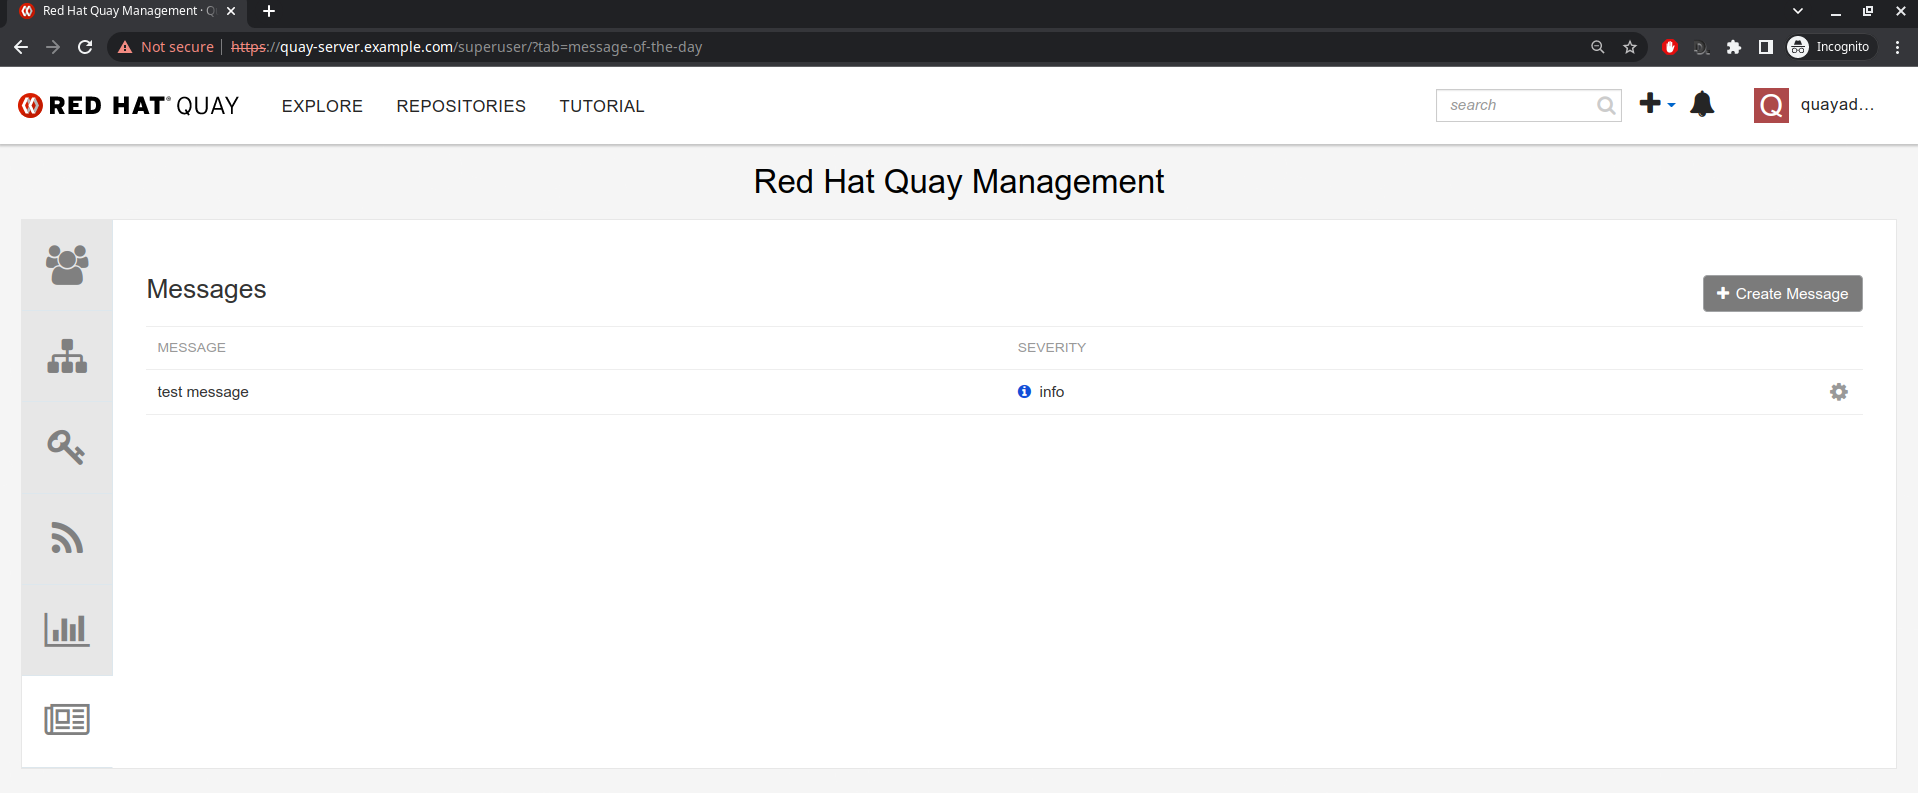 Red Hat Quay Management · Q
Not secure https://quay-server.example.com/superuser/?tab=message-of-the-day
Incognito
RED HAT® QUAY EXPLORE REPOSITORIES TUTORIAL search Q quayad...
Red Hat Quay Management
Messages
Create Message
MESSAGE SEVERITY
test message info